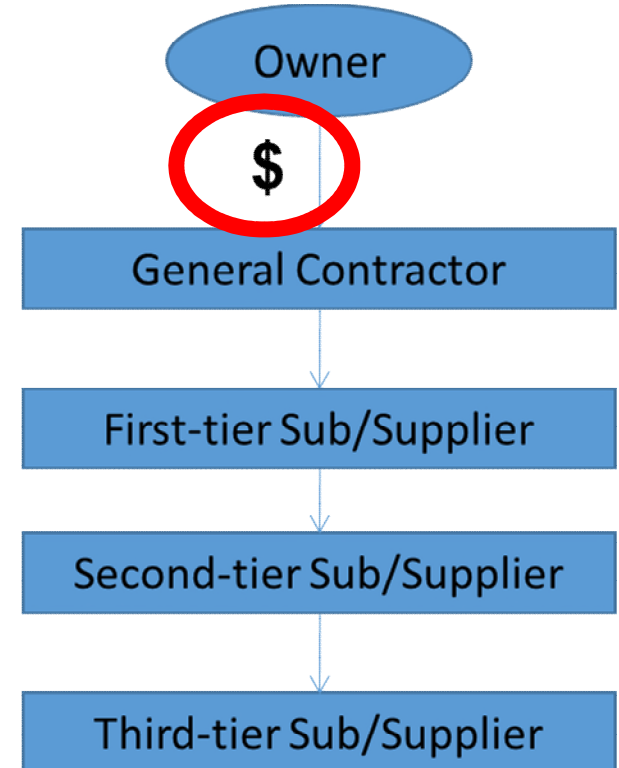 Owner
$
General Contractor
First-tier Sub/Supplier
Second-tier Sub/Supplier
Third-tier Sub/Supplier